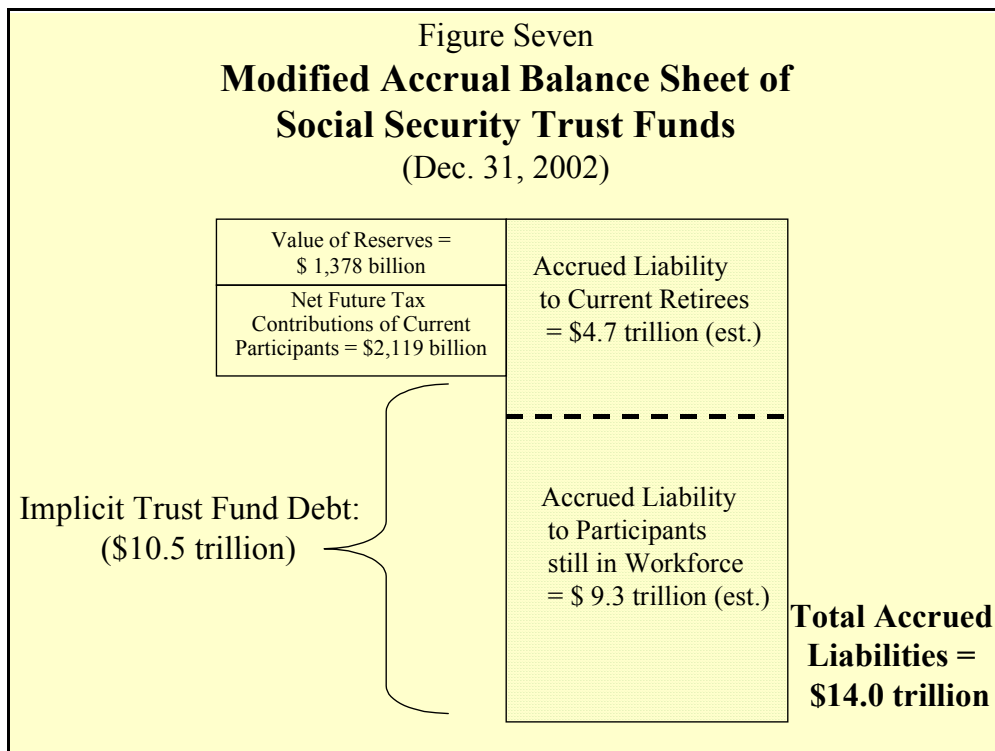 Figure Seven
Modified Accrual Balance Sheet of
Social Security Trust Funds
(Dec. 31, 2002)
Value of Reserves =
$ 1,378 billion
Net Future Tax
Contributions of Current
Participants = $2,119 billion
Accrued Liability
to Current Retirees
= $4.7 trillion (est.)
Implicit Trust Fund Debt:
($10.5 trillion)
Accrued Liability
to Participants
still in Workforce
= $ 9.3 trillion (est.)
Total Accrued
Liabilities =
$14.0 trillion